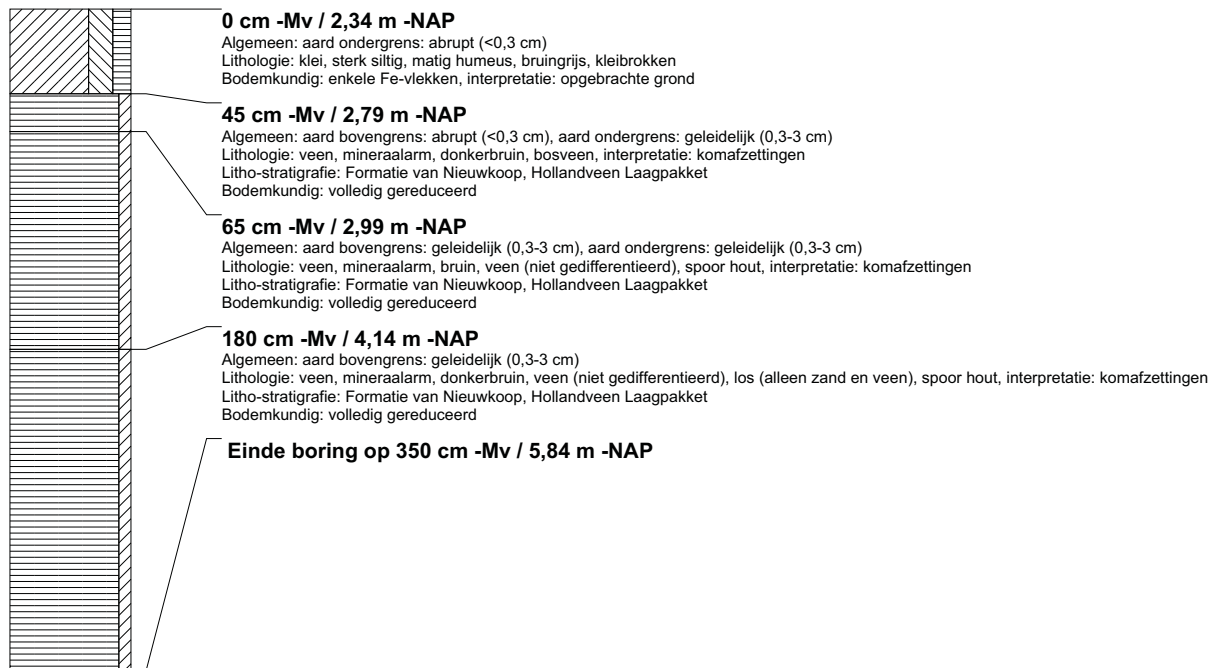 0 cm -Mv / 2,34 m -NAP
Algemeen: aard ondergrens: abrupt (<0,3 cm)
Lithologie: klei, sterk siltig, matig humeus, bruingrijs, kleibrokken
Bodemkundig: enkele Fe-vlekken, interpretatie: opgebrachte grond
45 cm -Mv / 2,79 m -NAP
Algemeen: aard bovengrens: abrupt (<0,3 cm), aard ondergrens: geleidelijk (0,3-3 cm)
Lithologie: veen, mineraalarm, donkerbruin, bosveen, interpretatie: komafzettingen
Litho-stratigrafie: Formatie van Nieuwkoop, Hollandveen Laagpakket
Bodemkundig: volledig gereduceerd
65 cm -Mv / 2,99 m -NAP
Algemeen: aard bovengrens: geleidelijk (0,3-3 cm), aard ondergrens: geleidelijk (0,3-3 cm)
Lithologie: veen, mineraalarm, bruin, veen (niet gedifferentieerd), spoor hout, interpretatie: komafzettingen
Litho-stratigrafie: Formatie van Nieuwkoop, Hollandveen Laagpakket
Bodemkundig: volledig gereduceerd
180 cm -Mv / 4,14 m -NAP
Algemeen: aard bovengrens: geleidelijk (0,3-3 cm)
Lithologie: veen, mineraalarm, donkerbruin, veen (niet gedifferentieerd), los (alleen zand en veen), spoor hout, interpretatie: komafzettingen
Litho-stratigrafie: Formatie van Nieuwkoop, Hollandveen Laagpakket
Bodemkundig: volledig gereduceerd
Einde boring op 350 cm -Mv / 5,84 m -NAP